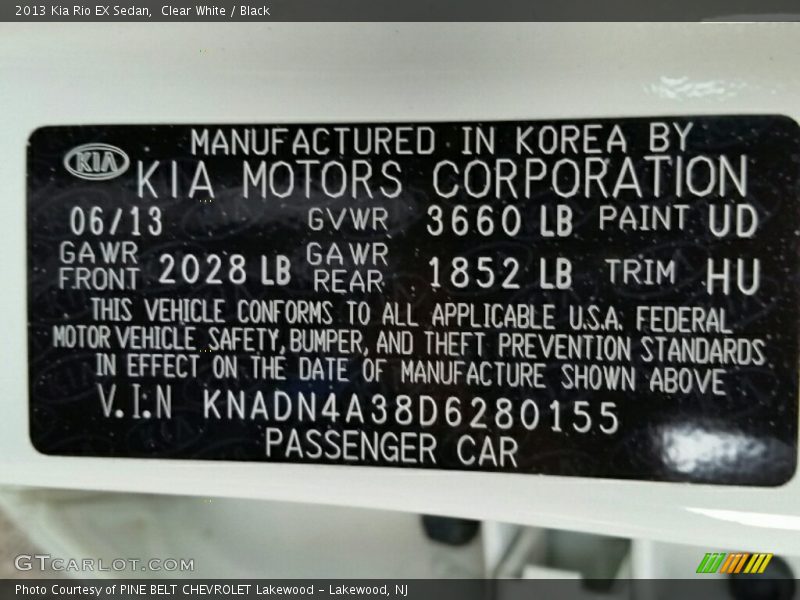 2013 Kia Rio EX Sedan, Clear White / Black
MANUFACTURED IN KOREA BY
KIA KIA MOTORS CORPORATION
06/13 GVWR 3660 LB PAINT UD
GAWR FRONT 2028 LB GAWR REAR 1852 LB TRIM HU
THIS VEHICLE CONFORMS TO ALL APPLICABLE U.S.A. FEDERAL
MOTOR VEHICLE SAFETY, BUMPER, AND THEFT PREVENTION STANDARDS
IN EFFECT ON THE DATE OF MANUFACTURE SHOWN ABOVE
V.I.N KNADN4A38D6280155
PASSENGER CAR
GTCARLOT.COM
Photo Courtesy of PINE BELT CHEVROLET Lakewood - Lakewood, NJ